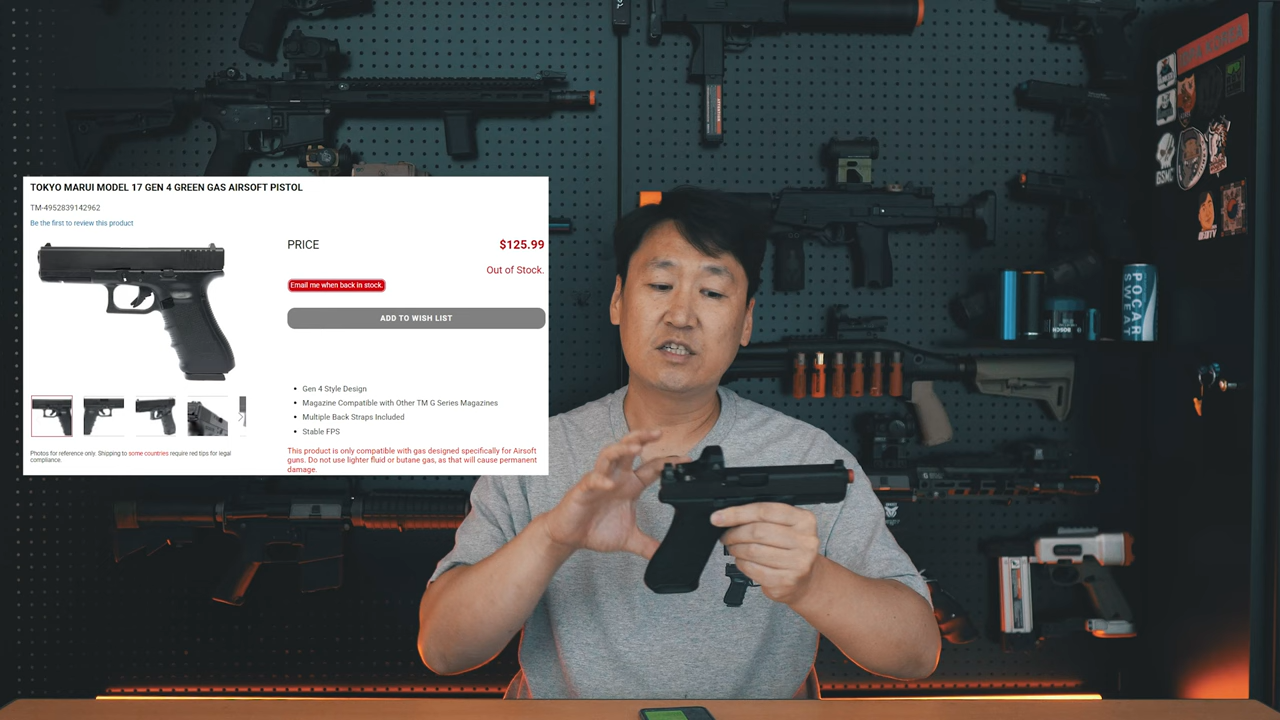 TOKYO MARUI MODEL 17 GEN 4 GREEN GAS AIRSOFT PISTOL
TM-4952839142962
Be the first to review this product
PRICE
$125.99
Out of Stock.
Email me when back in stock.
ADD TO WISH LIST
Gen 4 Style Design
Magazine Compatible with Other TM G Series Magazines
Multiple Back Straps Included
Stable FPS
This product is only compatible with gas designed specifically for Airsoft
guns. Do not use lighter fluid or butane gas, as that will cause permanent
damage.
Photos for reference only. Shipping to some countries require red tips for legal
compliance.
POCARI
SWEAT
BSMC